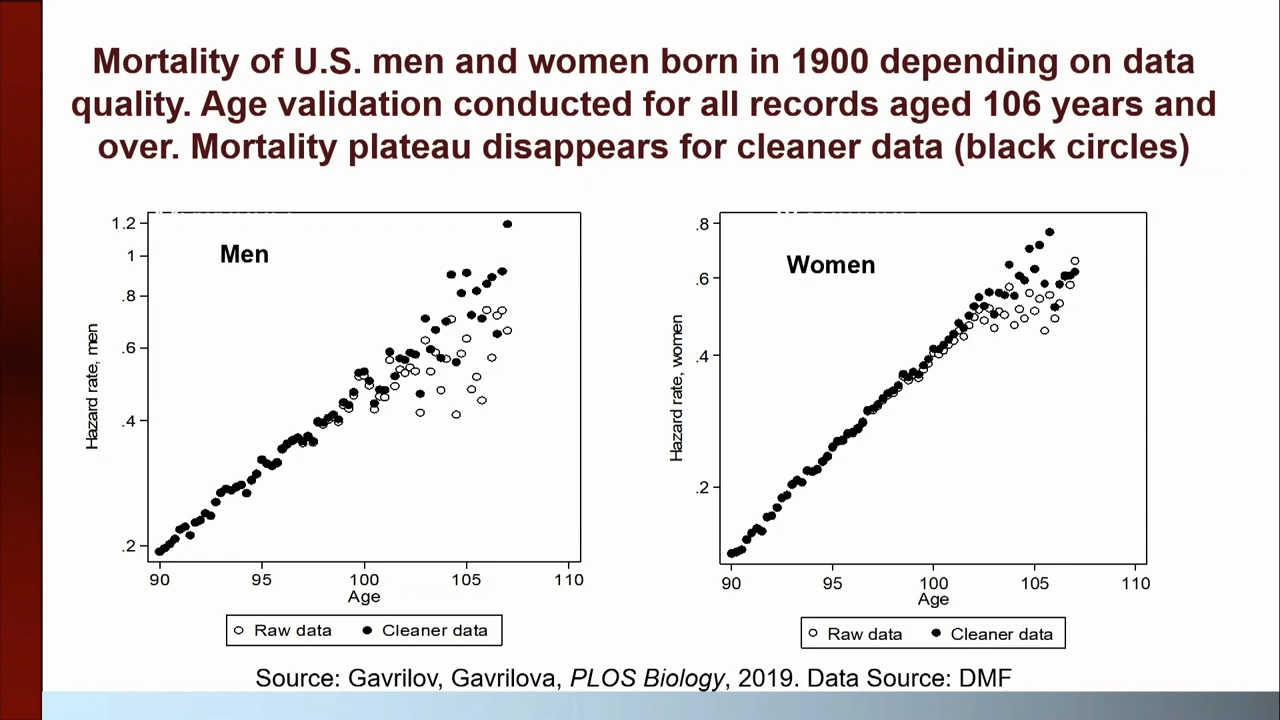 Mortality of U.S. men and women born in 1900 depending on data
quality. Age validation conducted for all records aged 106 years and
over. Mortality plateau disappears for cleaner data (black circles)
Men
Hazard rate, men
1.2
1
.8
.6
.4
.2
90 95 100 105 110
Age
Raw data Cleaner data
Women
Hazard rate, women
.8
.6
.4
.2
90 95 100 105 110
Age
Raw data Cleaner data
Source: Gavrilov, Gavrilova, PLOS Biology, 2019. Data Source: DMF